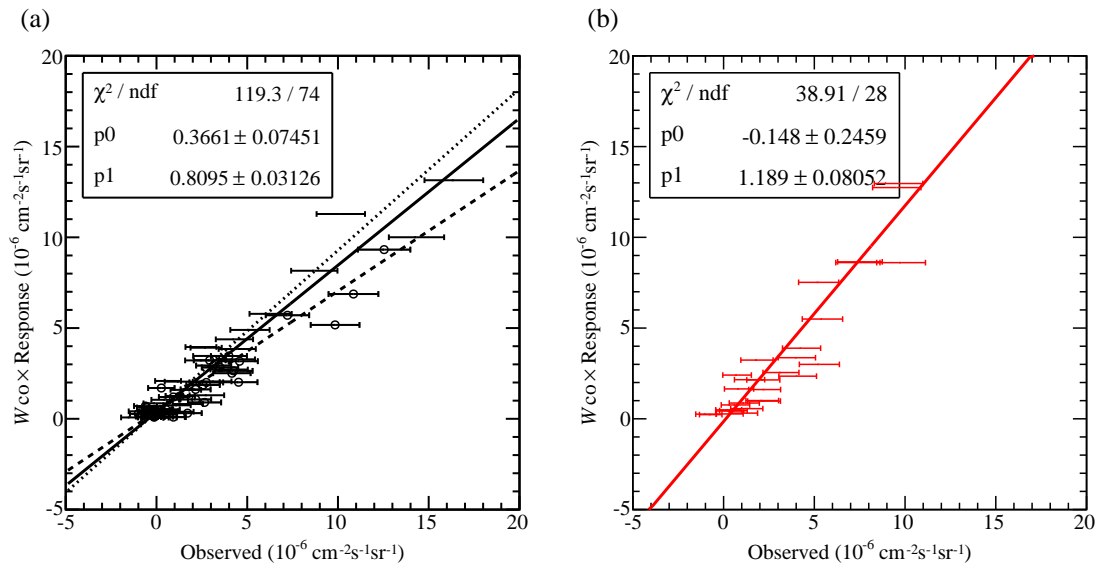 (a)
20
15
10
5
0
-5
-5
0
5
10
15
20
W co × Response (10⁻⁶ cm⁻²s⁻¹sr⁻¹)
Observed (10⁻⁶ cm⁻²s⁻¹sr⁻¹)
χ² / ndf 119.3 / 74
p0 0.3661 ± 0.07451
p1 0.8095 ± 0.03126
(b)
20
15
10
5
0
-5
-5
0
5
10
15
20
W co × Response (10⁻⁶ cm⁻²s⁻¹sr⁻¹)
Observed (10⁻⁶ cm⁻²s⁻¹sr⁻¹)
χ² / ndf 38.91 / 28
p0 -0.148 ± 0.2459
p1 1.189 ± 0.08052